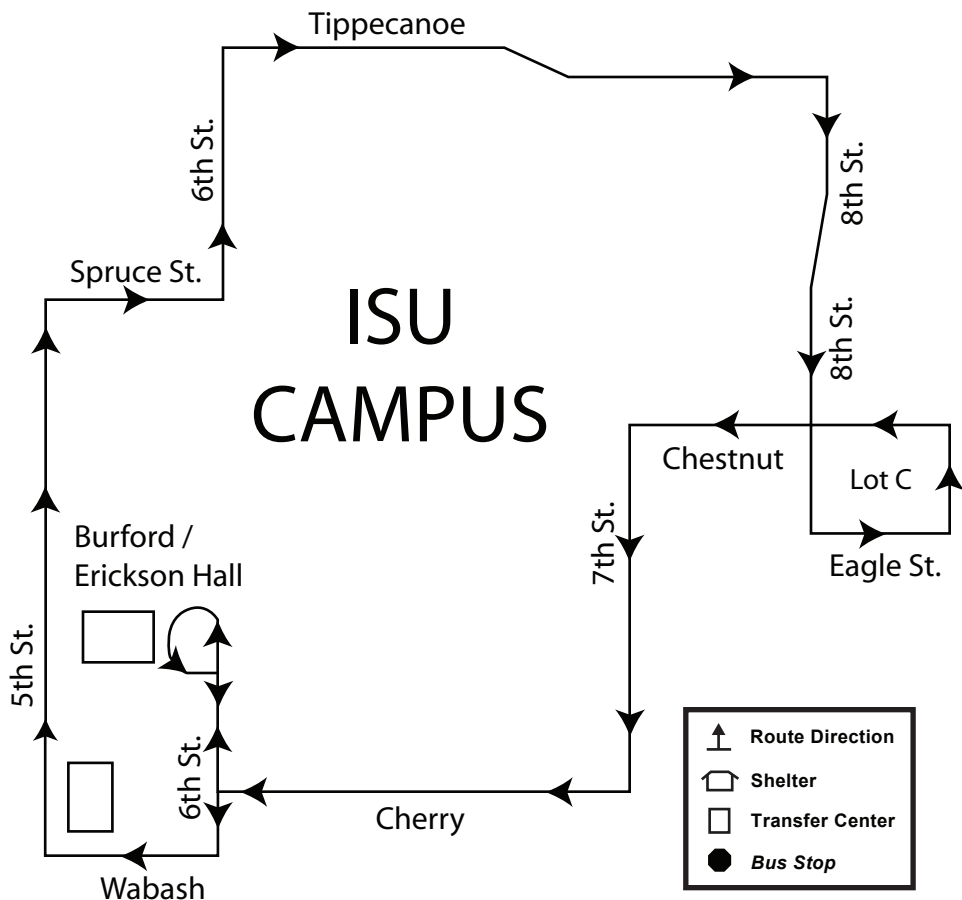 Tippecanoe
6th St.
8th St.
Spruce St.
ISU
CAMPUS
8th St.
Chestnut
Lot C
7th St.
Eagle St.
Burford /
Erickson Hall
5th St.
6th St.
Cherry
Wabash
Route Direction
Shelter
Transfer Center
Bus Stop